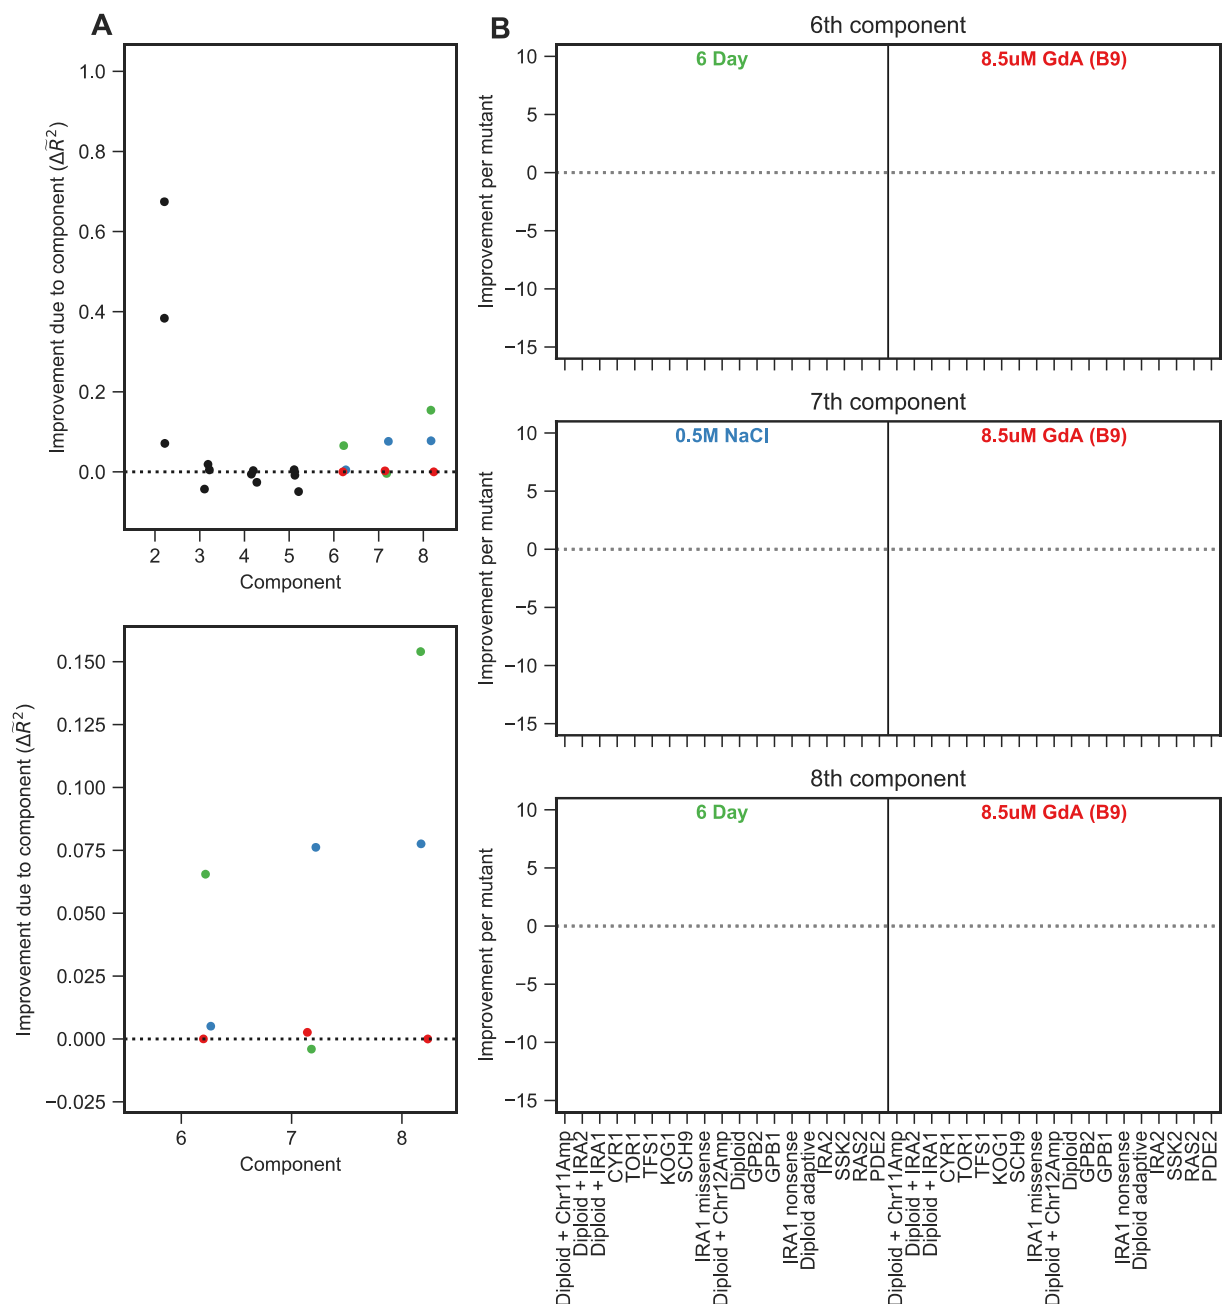 A
Improvement due to component (ΔR̃²)
1.0
0.8
0.6
0.4
0.2
0.0
2 3 4 5 6 7 8
Component
Improvement due to component (ΔR̃²)
0.150
0.125
0.100
0.075
0.050
0.025
0.000
−0.025
6 7 8
Component
B
6th component
6 Day 8.5uM GdA (B9)
Improvement per mutant
10
5
0
−5
−10
−15
7th component
0.5M NaCl 8.5uM GdA (B9)
Improvement per mutant
10
5
0
−5
−10
−15
8th component
6 Day 8.5uM GdA (B9)
Improvement per mutant
10
5
0
−5
−10
−15
Diploid + Chr11Amp
Diploid + IRA2
Diploid + IRA1
CYR1
TOR1
TFS1
KOG1
SCH9
IRA1 missense
Diploid + Chr12Amp
Diploid
GPB2
GPB1
IRA1 nonsense
Diploid adaptive
IRA2
SSK2
RAS2
PDE2
Diploid + Chr11Amp
Diploid + IRA2
Diploid + IRA1
CYR1
TOR1
TFS1
KOG1
SCH9
IRA1 missense
Diploid + Chr12Amp
Diploid
GPB2
GPB1
IRA1 nonsense
Diploid adaptive
IRA2
SSK2
RAS2
PDE2